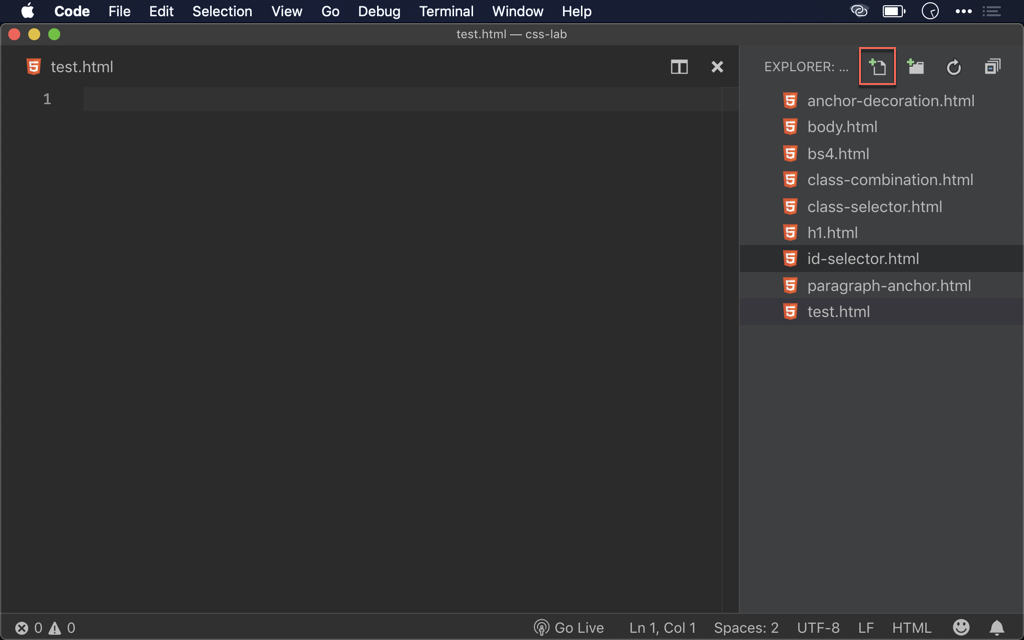 Code File Edit Selection View Go Debug Terminal Window Help
test.html — css-lab
test.html
1
EXPLORER: ...
anchor-decoration.html
body.html
bs4.html
class-combination.html
class-selector.html
h1.html
id-selector.html
paragraph-anchor.html
test.html
0 0 Go Live Ln 1, Col 1 Spaces: 2 UTF-8 LF HTML